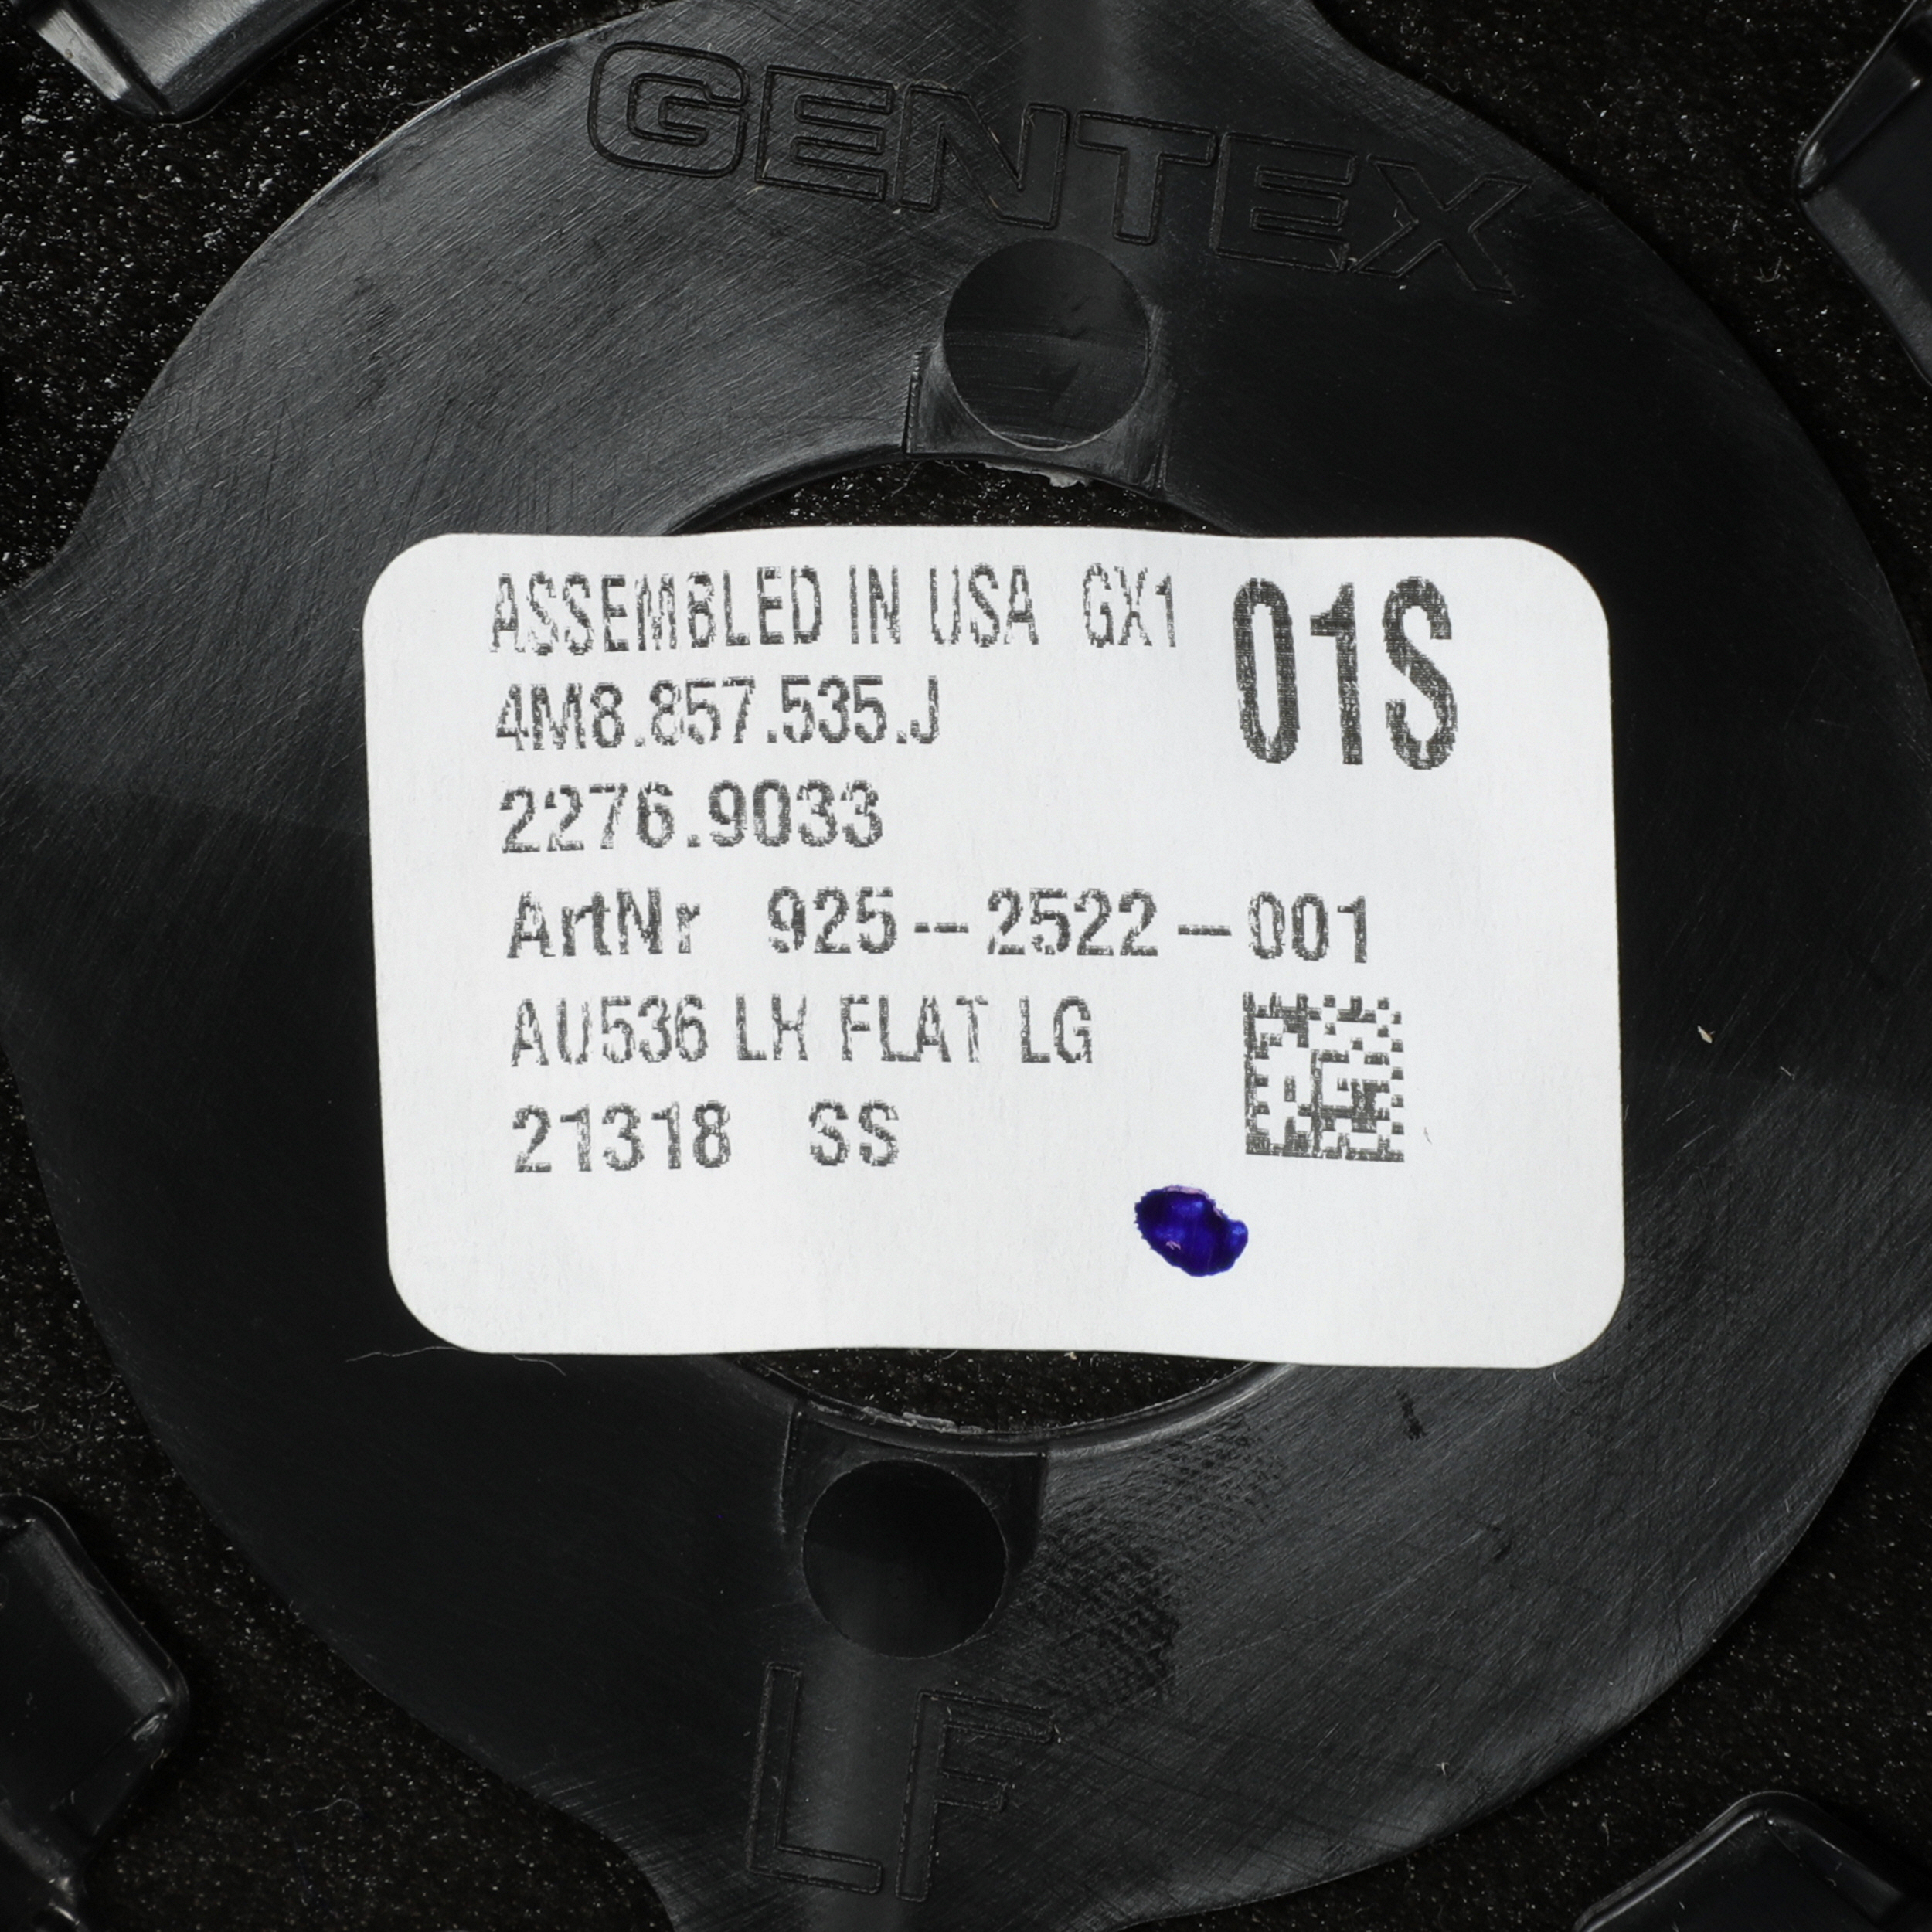 GENTEX
ASSEMBLED IN USA GX1
01S
4M8.857.535.J
2276.9033
ArtNr 925-2522-001
AU536 LH FLAT LG
21318 SS
LF